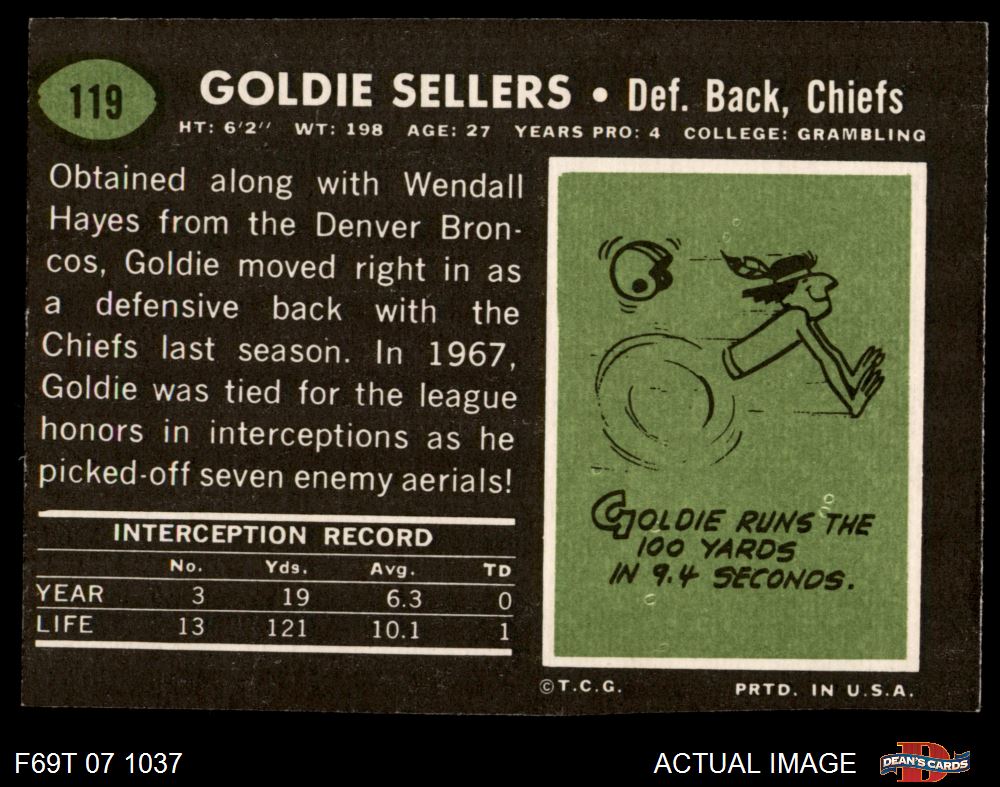 119
GOLDIE SELLERS • Def. Back, Chiefs
HT: 6'2" WT: 198 AGE: 27 YEARS PRO: 4 COLLEGE: GRAMBLING
Obtained along with Wendall
Hayes from the Denver Bron-
cos, Goldie moved right in as
a defensive back with the
Chiefs last season. In 1967,
Goldie was tied for the league
honors in interceptions as he
picked-off seven enemy aerials!
INTERCEPTION RECORD
No. Yds. Avg. TD
YEAR 3 19 6.3 0
LIFE 13 121 10.1 1
GOLDIE RUNS THE
100 YARDS
IN 9.4 SECONDS.
© T.C.G. PRTD. IN U.S.A.
F69T 07 1037 ACTUAL IMAGE
D
DEAN'S CARDS